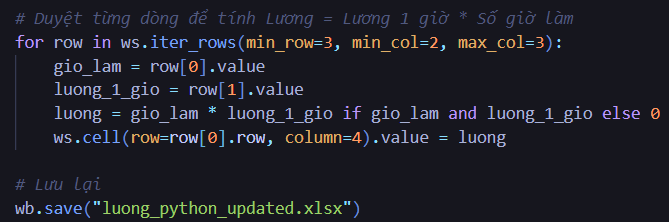 # Duyệt từng dòng để tính Lương = Lương 1 giờ * Số giờ làm
for row in ws.iter_rows(min_row=3, min_col=2, max_col=3):
    gio_lam = row[0].value
    luong_1_gio = row[1].value
    luong = gio_lam * luong_1_gio if gio_lam and luong_1_gio else 0
    ws.cell(row=row[0].row, column=4).value = luong

# Lưu lại
wb.save("luong_python_updated.xlsx")